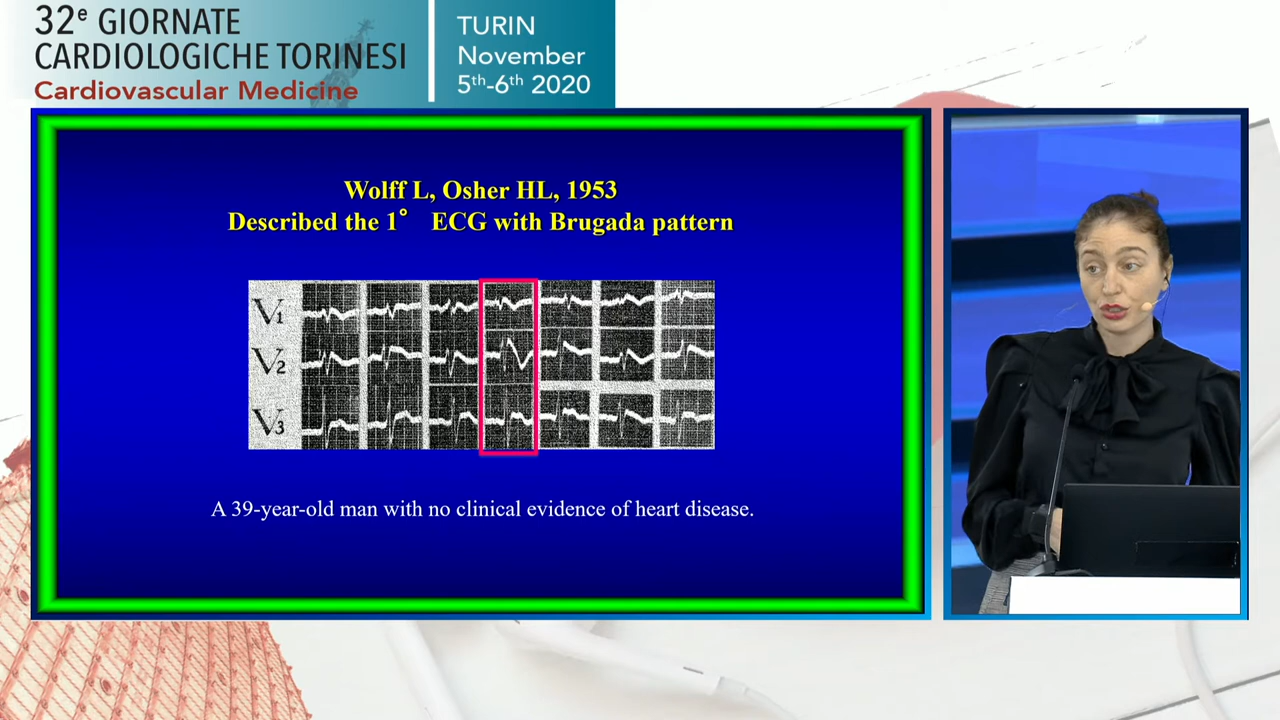 32e GIORNATE
CARDIOLOGICHE TORINESI
Cardiovascular Medicine
TURIN
November
5th-6th 2020
Wolff L, Osher HL, 1953
Described the 1° ECG with Brugada pattern
V1
V2
V3
A 39-year-old man with no clinical evidence of heart disease.